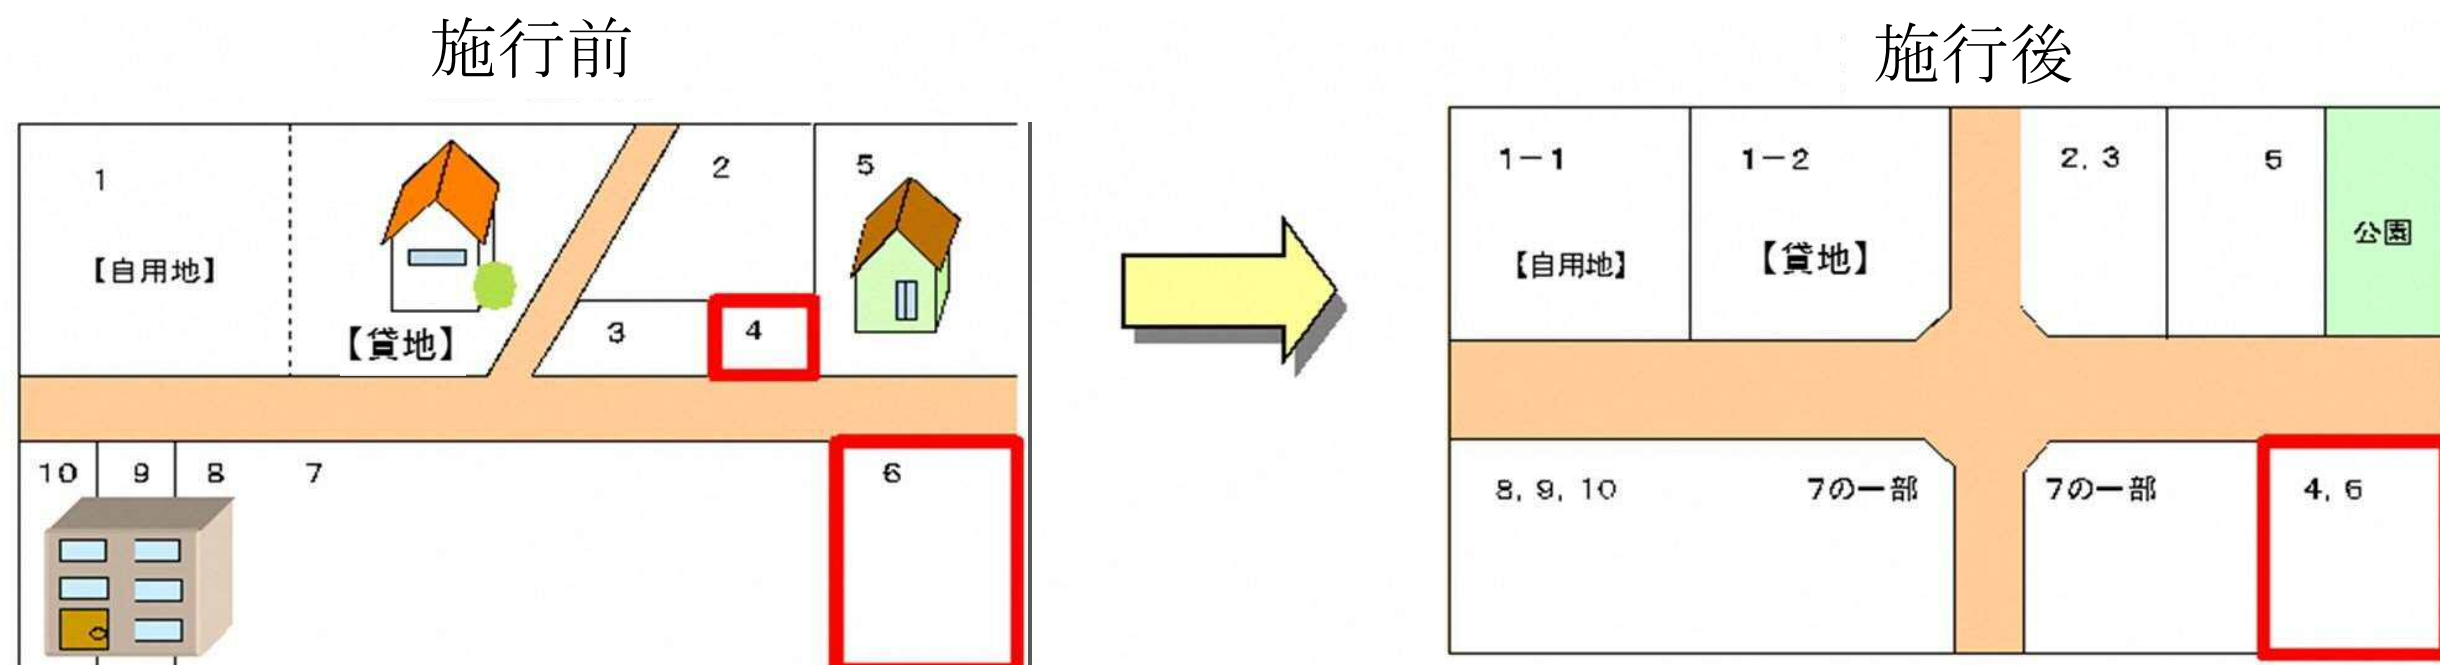 施行前
施行後
1
2
5
【自用地】
【貸地】
3
4
10
9
8
7
6
1－1
1－2
2, 3
5
公園
【自用地】
【貸地】
8, 9, 10
7の一部
7の一部
4, 6